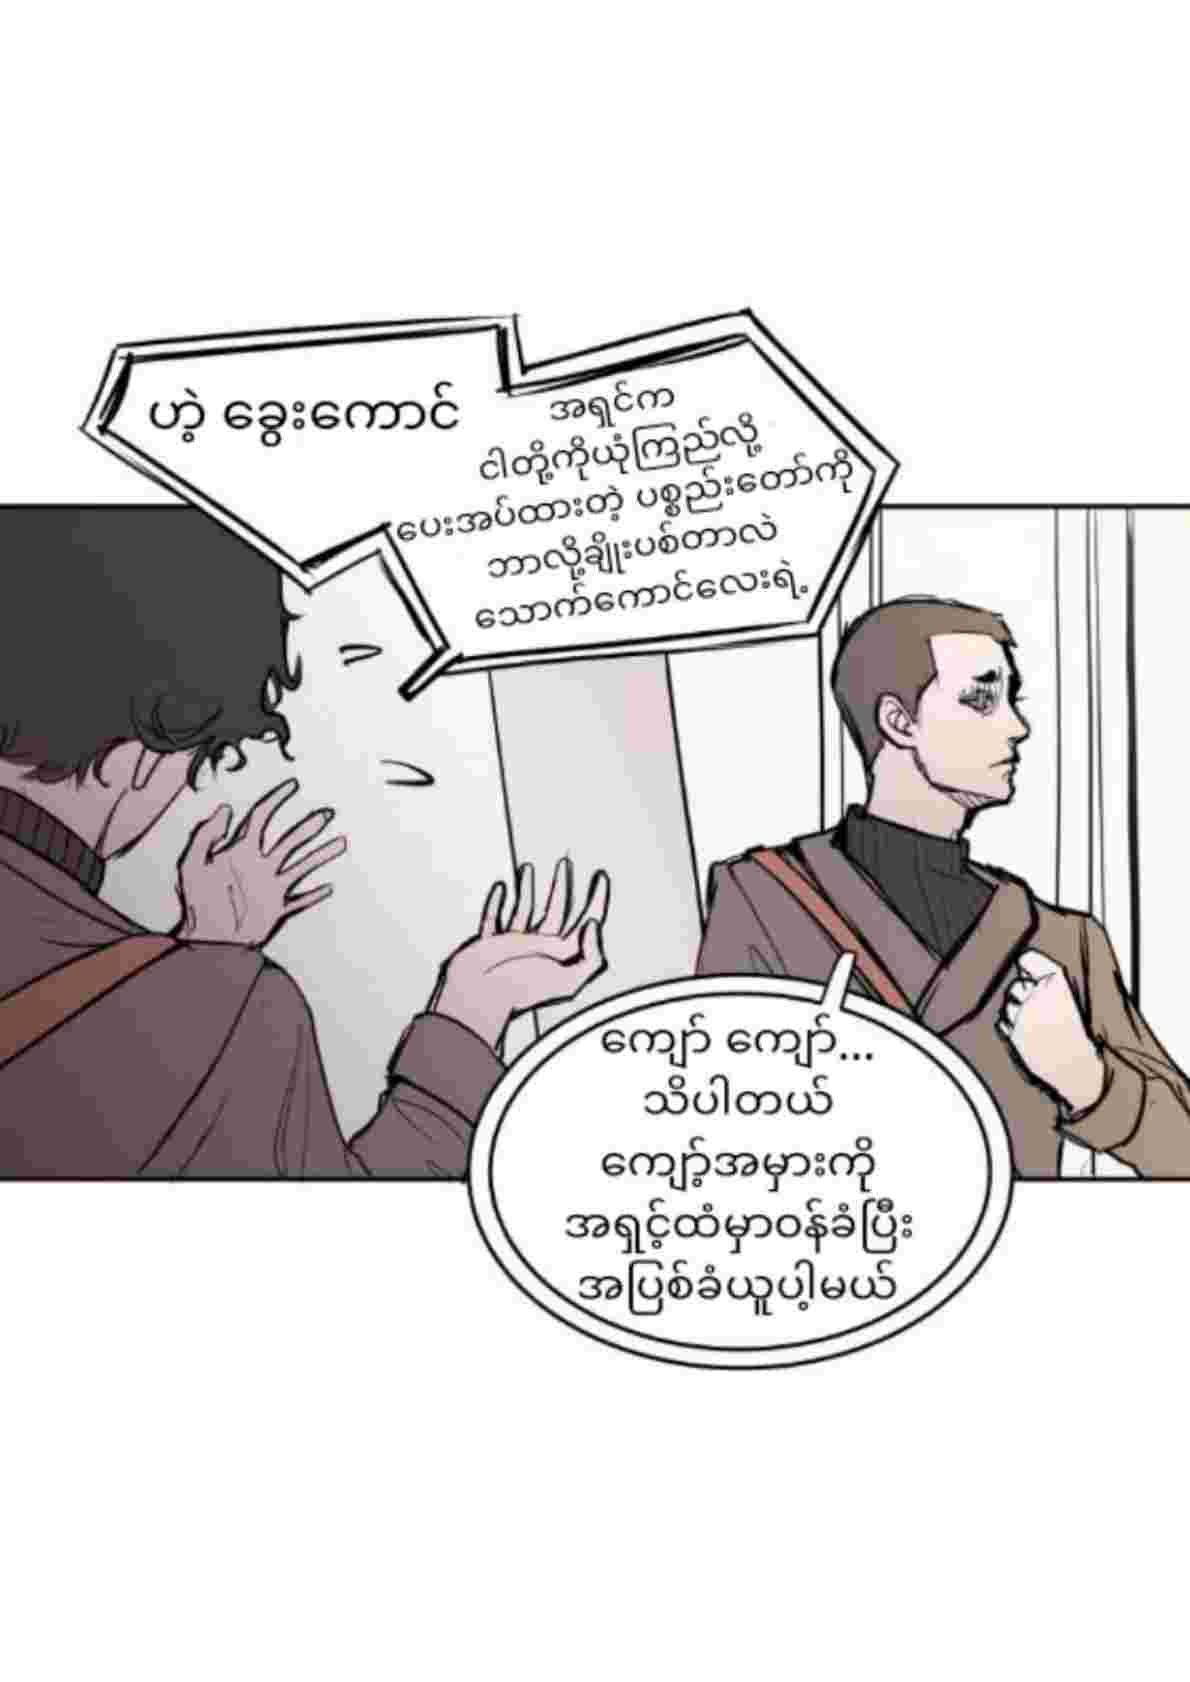 ဟဲ့ ခွေးကောင်
အရှင်က
ငါတို့ကိုယုံကြည်လို့
ပေးအပ်ထားတဲ့ ပစ္စည်းတော်ကို
ဘာလို့ချိုးပစ်တာလဲ
သောက်ကောင်လေးရဲ့
ကျော် ကျော်...
သိပါတယ်
ကျော့်အမှားကို
အရှင့်ထံမှာဝန်ခံပြီး
အပြစ်ခံယူပါ့မယ်